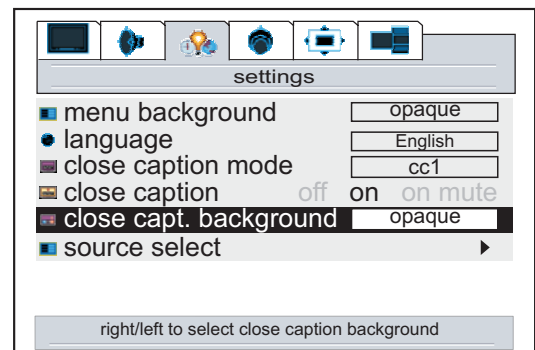 settings
menu background opaque
language English
close caption mode cc1
close caption off on on mute
close capt. background opaque
source select
right/left to select close caption background